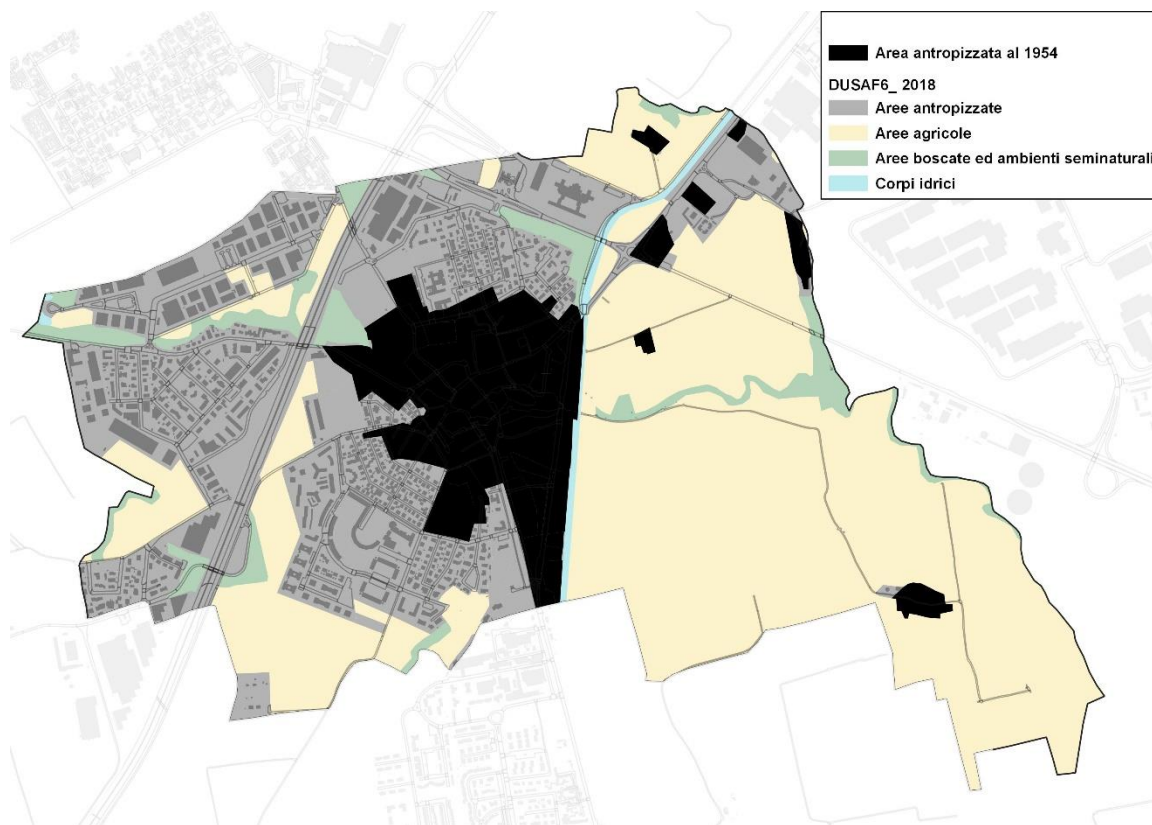 Area antropizzata al 1954
DUSAF6_ 2018
Aree antropizzate
Aree agricole
Aree boscate ed ambienti seminaturali
Corpi idrici